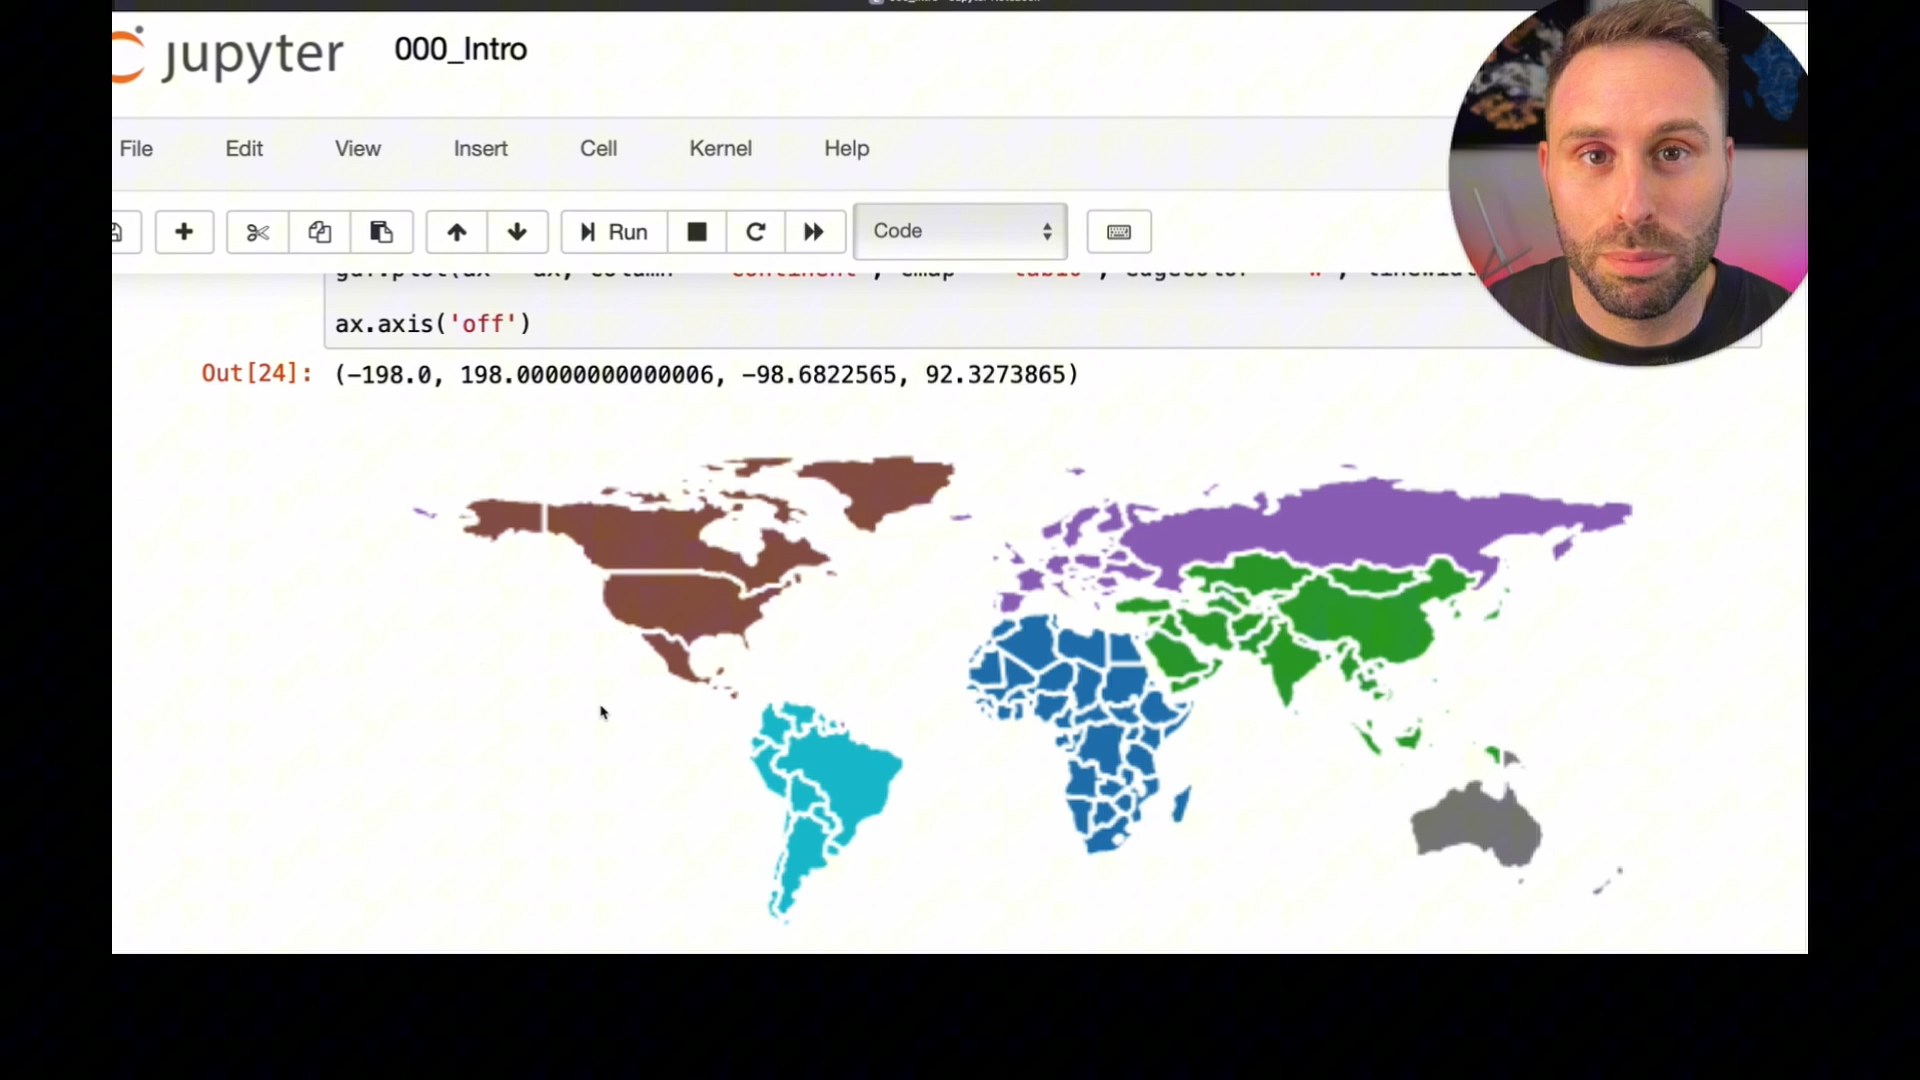 jupyter 000_Intro
File Edit View Insert Cell Kernel Help
Run Code
ax.axis('off')
Out[24]: (-198.0, 198.00000000000006, -98.6822565, 92.3273865)